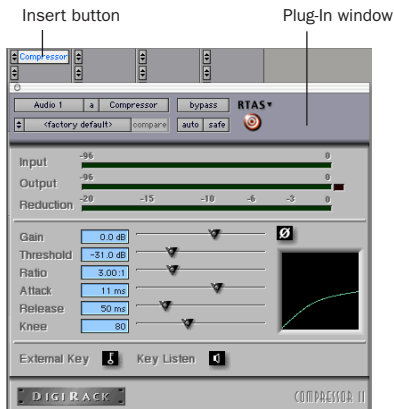 Insert button Plug-In window
Compressor
Audio 1 a Compressor bypass RTAS
<factory default> compare auto safe
Input -96 0
Output -96 0
Reduction -20 -15 -10 -6 -3 0
Gain 0.0 dB Ø
Threshold -31.0 dB
Ratio 3.00:1
Attack 11 ms
Release 50 ms
Knee 80
External Key Key Listen
DIGIRACK COMPRESSOR II